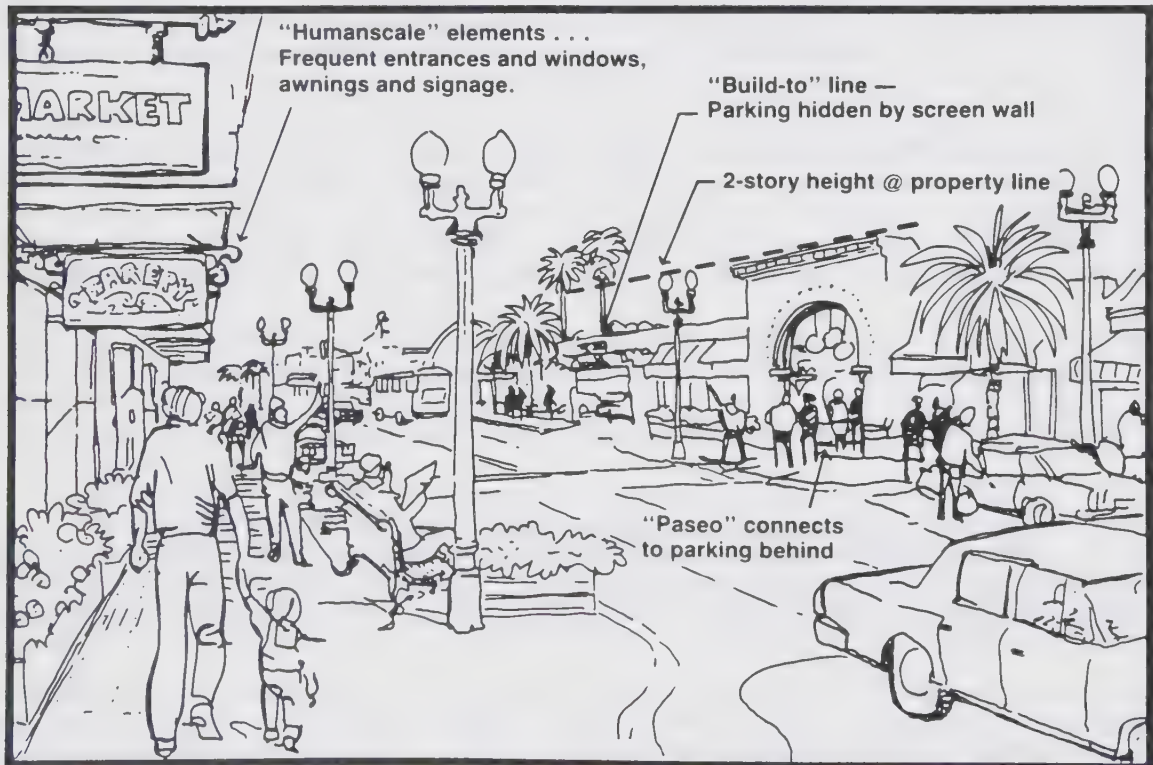 "Humanscale" elements . . .
Frequent entrances and windows,
awnings and signage.
"Build-to" line —
Parking hidden by screen wall
2-story height @ property line
MARKET
"Paseo" connects
to parking behind